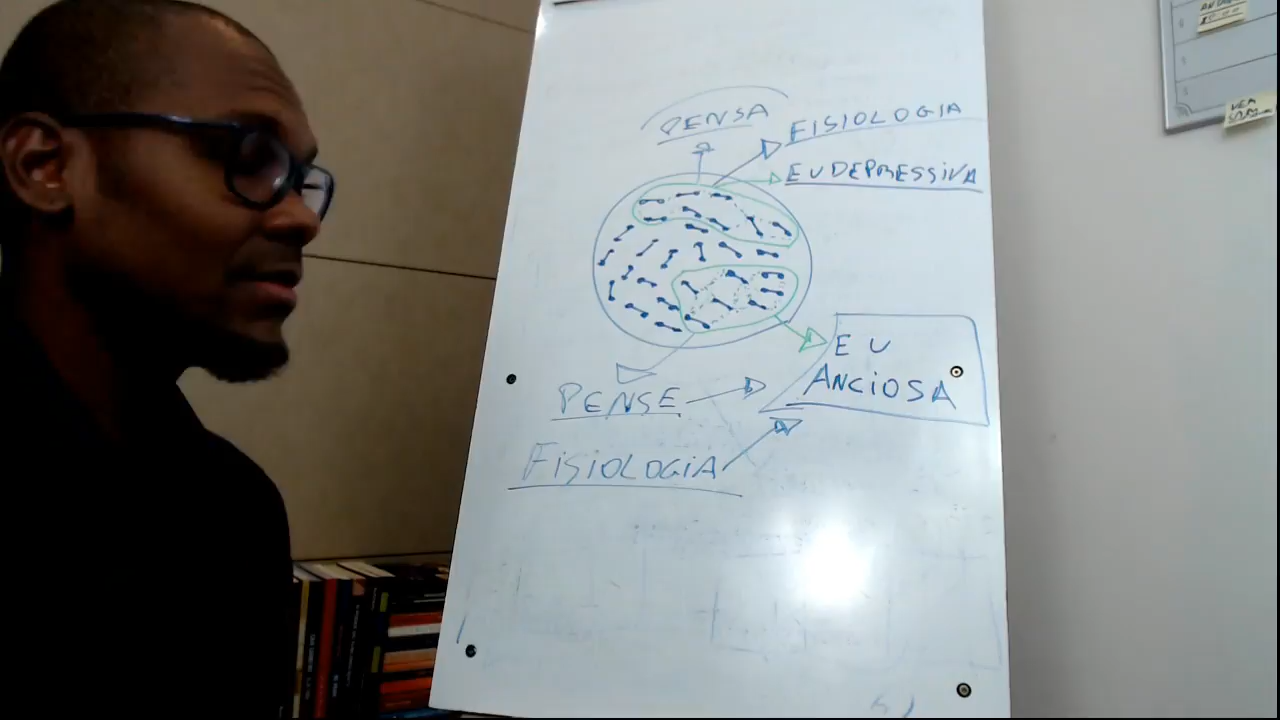 PENSA
FISIOLOGIA
EU DEPRESSIVA
EU
ANCIOSA
PENSE
FISIOLOGIA